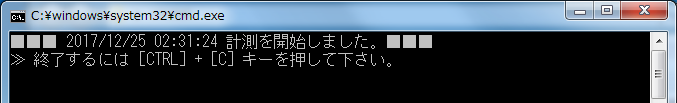 C:¥windows¥system32¥cmd.exe
■■■ 2017/12/25 02:31:24 計測を開始しました。■■■
≫ 終了するには [CTRL] + [C] キーを押して下さい。